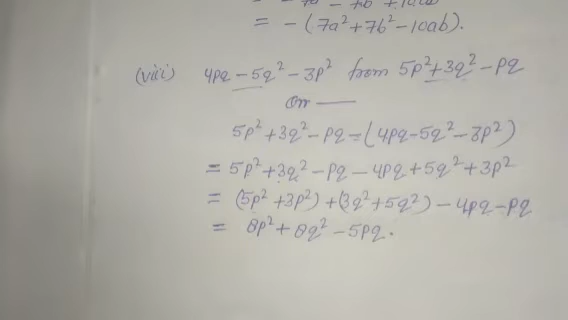 = -(7a²+7b²-10ab).
(viii) 4pq-5q²-3p² from 5p²+3q²-pq
Ans —
5p²+3q²-pq-(4pq-5q²-3p²)
= 5p²+3q²-pq-4pq+5q²+3p²
= (5p²+3p²)+(3q²+5q²)-4pq-pq
= 8p²+8q²-5pq.